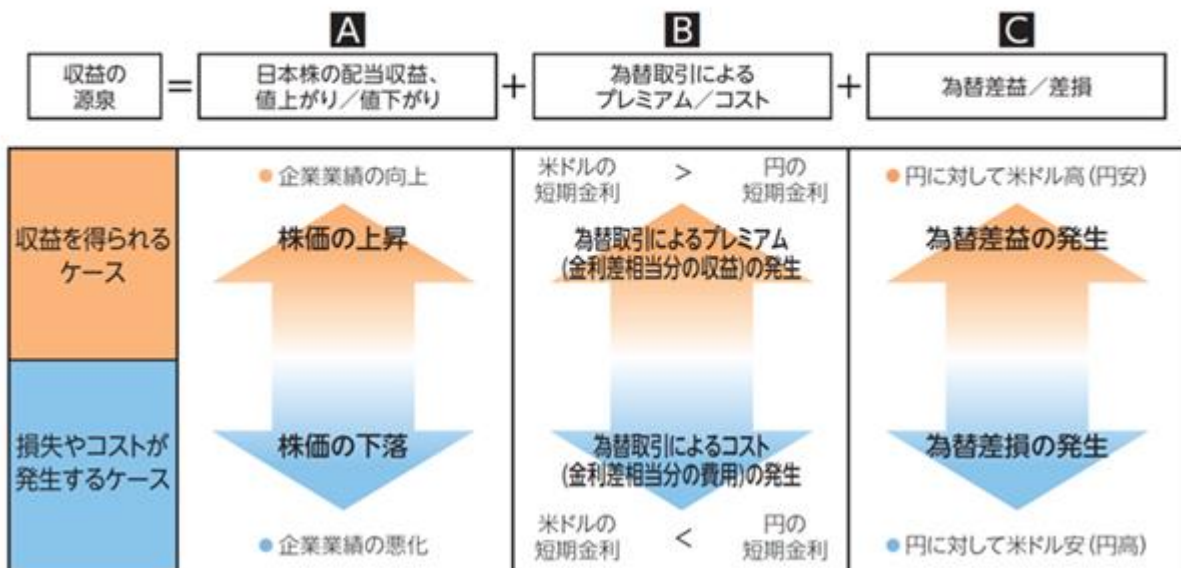 A
B
C
収益の
源泉
=
日本株の配当収益、
値上がり／値下がり
+
為替取引による
プレミアム／コスト
+
為替差益／差損
収益を得られる
ケース
●企業業績の向上
株価の上昇
米ドルの
短期金利
>
円の
短期金利
為替取引によるプレミアム
(金利差相当分の収益)の発生
●円に対して米ドル高(円安)
為替差益の発生
損失やコストが
発生するケース
株価の下落
●企業業績の悪化
為替取引によるコスト
(金利差相当分の費用)の発生
米ドルの
短期金利
<
円の
短期金利
為替差損の発生
●円に対して米ドル安(円高)